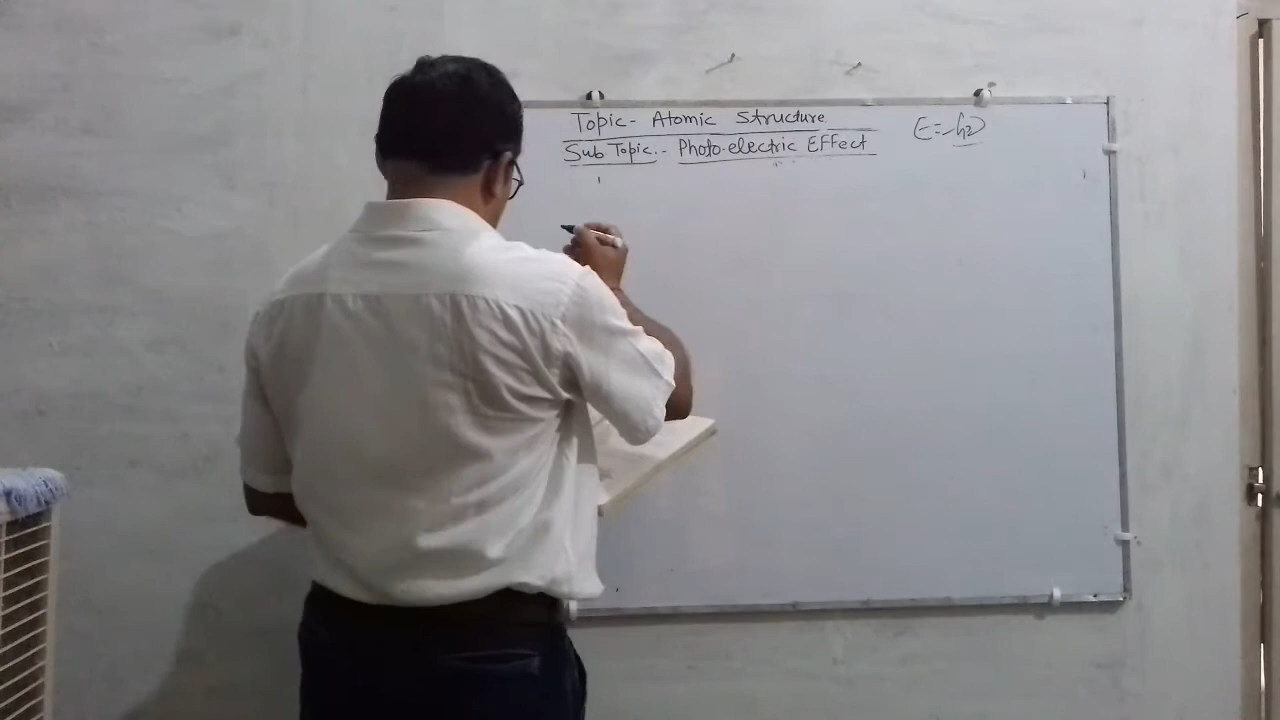 Topic- Atomic Structure
Sub Topic.- Photo-electric Effect
E=hν